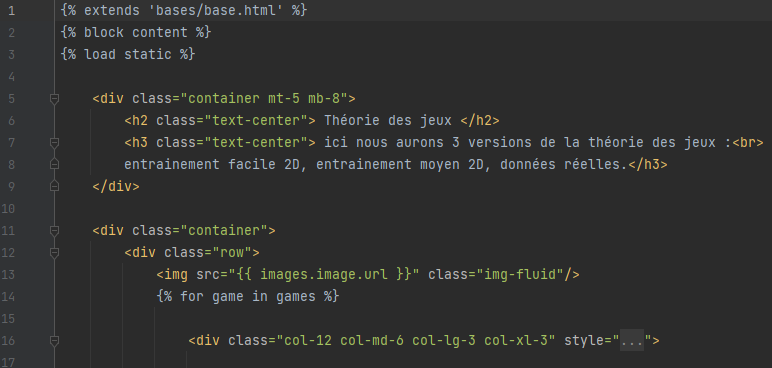 1 {% extends 'bases/base.html' %}
2 {% block content %}
3 {% load static %}
4
5 <div class="container mt-5 mb-8">
6 <h2 class="text-center"> Théorie des jeux </h2>
7 <h3 class="text-center"> ici nous aurons 3 versions de la théorie des jeux :<br>
8 entrainement facile 2D, entrainement moyen 2D, données réelles.</h3>
9 </div>
10
11 <div class="container">
12 <div class="row">
13 <img src="{{ images.image.url }}" class="img-fluid"/>
14 {% for game in games %}
15
16 <div class="col-12 col-md-6 col-lg-3 col-xl-3" style="...">
17